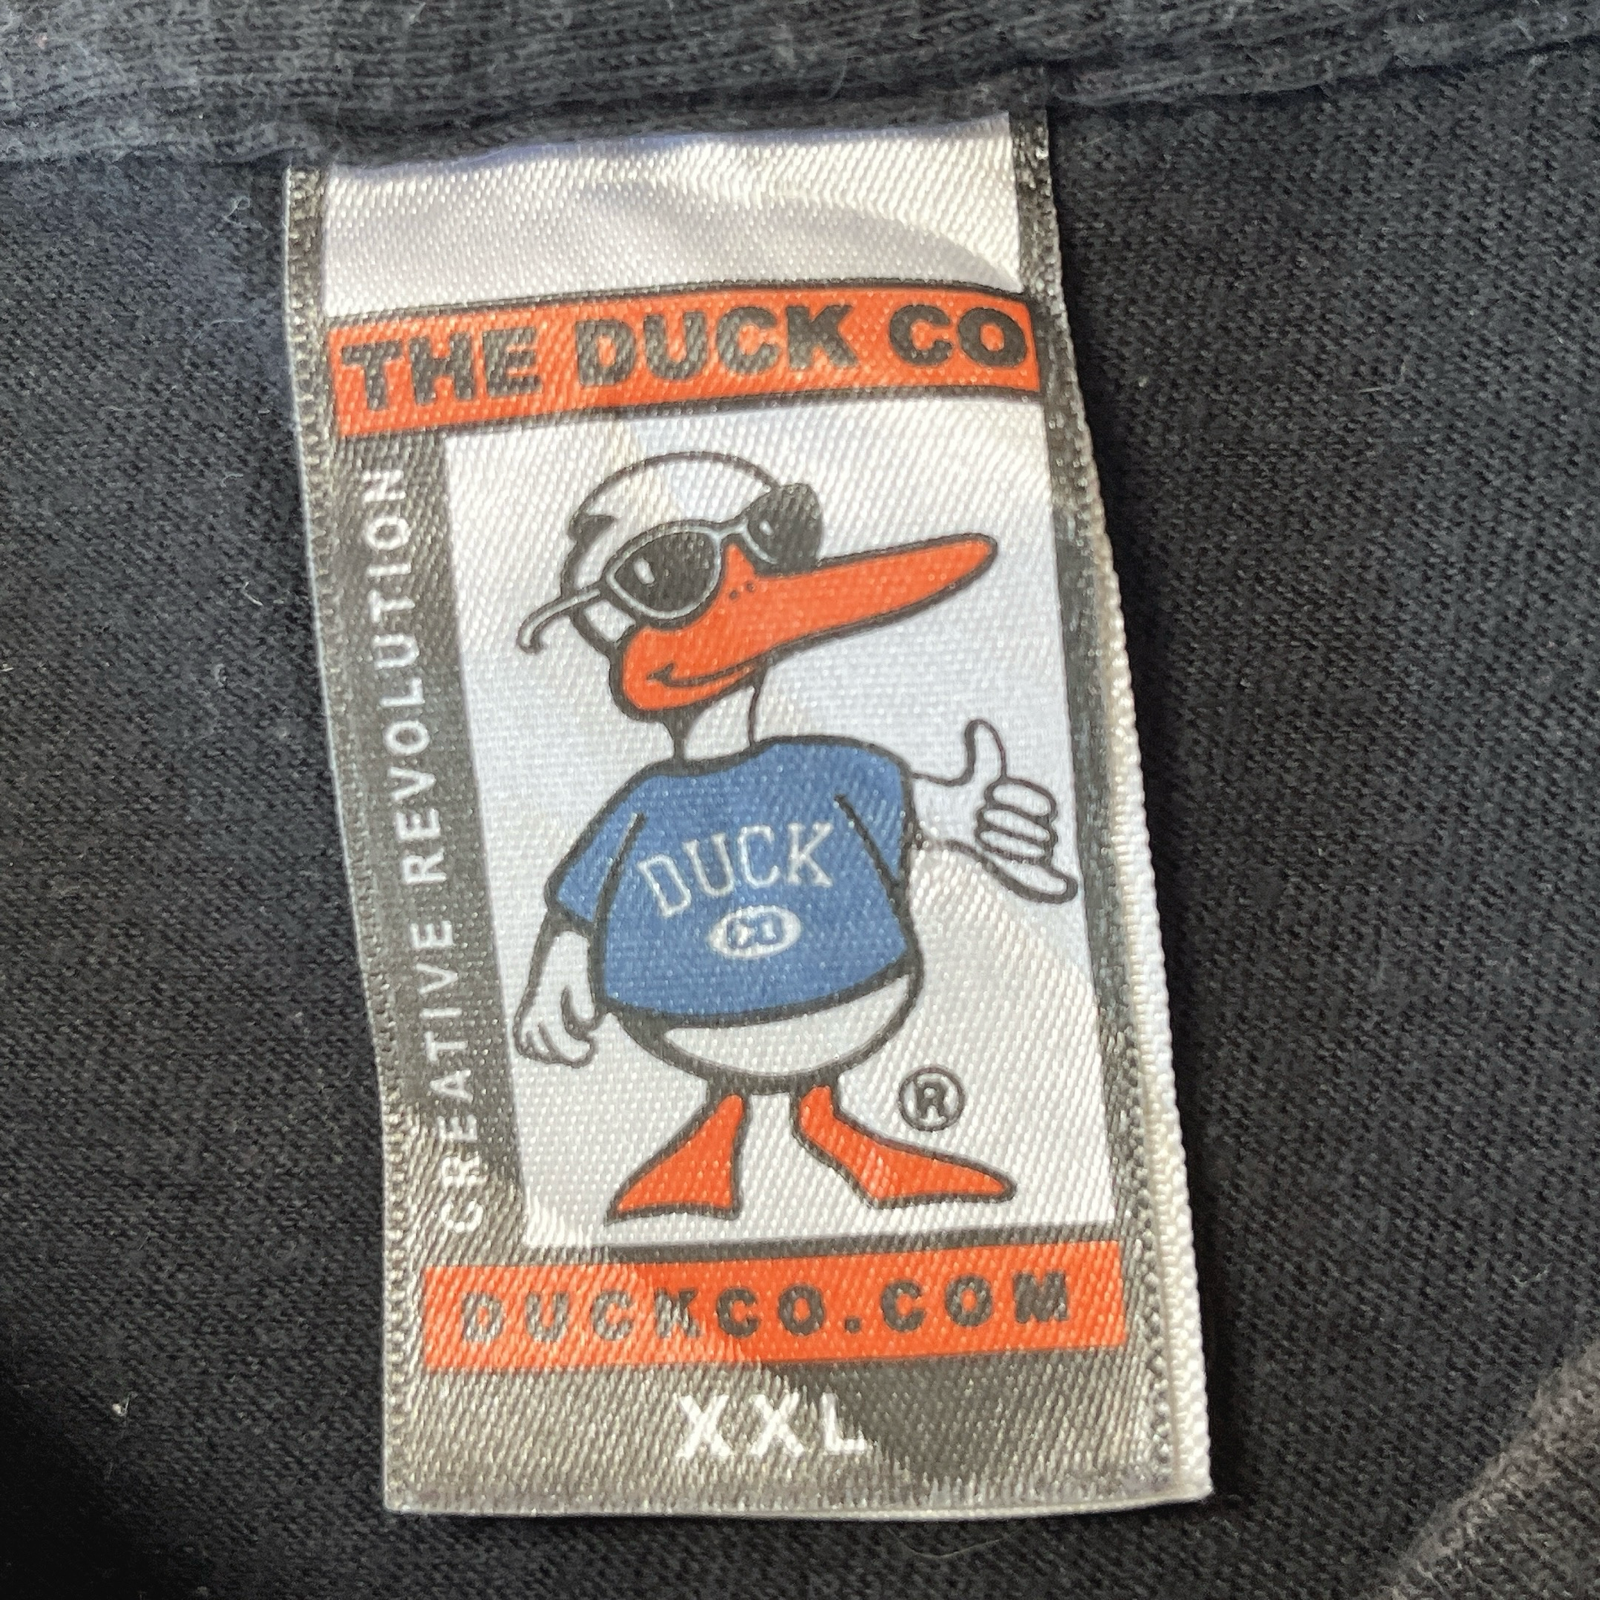 THE DUCK CO
CREATIVE REVOLUTION
DUCK
®
DUCKCO.COM
XXL